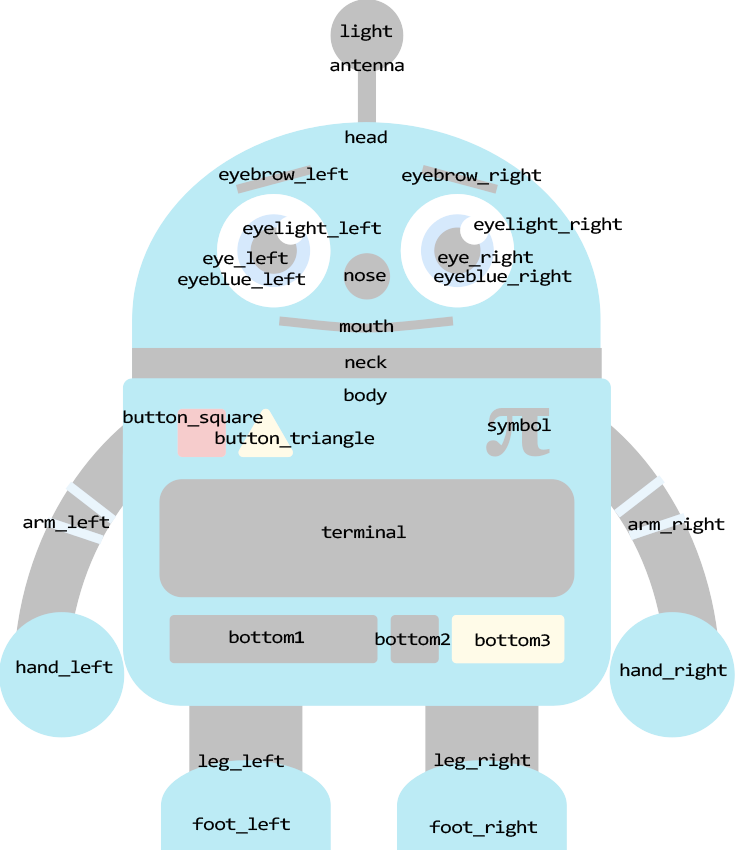 light
antenna
head
eyebrow_left
eyebrow_right
eyelight_left
eyelight_right
eye_left
eye_right
eyeblue_left
nose
eyeblue_right
mouth
neck
body
button_square
button_triangle
symbol
π
arm_left
terminal
arm_right
bottom1
bottom2
bottom3
hand_left
hand_right
leg_left
leg_right
foot_left
foot_right